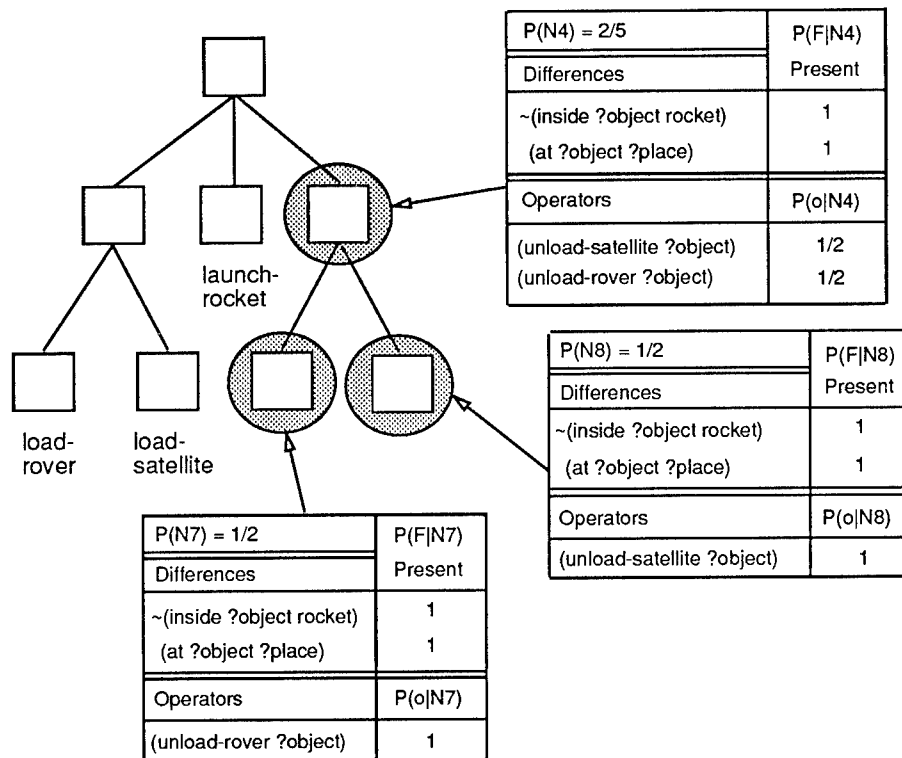 P(N4) = 2/5 P(F|N4)
Differences Present
~(inside ?object rocket) 1
(at ?object ?place) 1
Operators P(o|N4)
(unload-satellite ?object) 1/2
(unload-rover ?object) 1/2
launch-
rocket
P(N8) = 1/2 P(F|N8)
Differences Present
~(inside ?object rocket) 1
(at ?object ?place) 1
Operators P(o|N8)
(unload-satellite ?object) 1
load-
rover
load-
satellite
P(N7) = 1/2 P(F|N7)
Differences Present
~(inside ?object rocket) 1
(at ?object ?place) 1
Operators P(o|N7)
(unload-rover ?object) 1